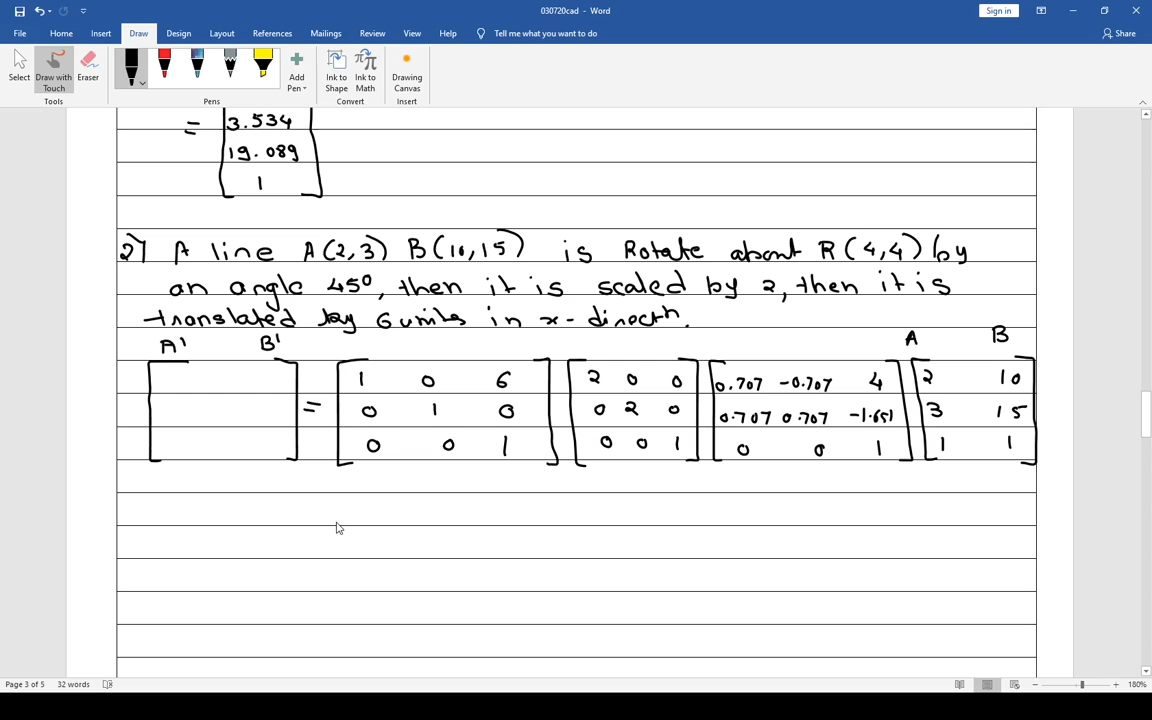 030720cad - Word
Sign in
File Home Insert Draw Design Layout References Mailings Review View Help Tell me what you want to do Share
Select Draw with Touch Eraser Add Pen Ink to Shape Ink to Math Drawing Canvas
Tools Pens Convert Insert
= 3.534
19.089
1
2) A line A(2,3) B(10,15) is Rotate about R(4,4) by
an angle 45°, then it is scaled by 2, then it is
translated by 6 units in x-directn.
A' B' A B
1 0 6 2 0 0 0.707 -0.707 4 2 10
= 0 1 0 0 2 0 0.707 0.707 -1.651 3 15
0 0 1 0 0 1 0 0 1 1 1
Page 3 of 5 32 words 180%